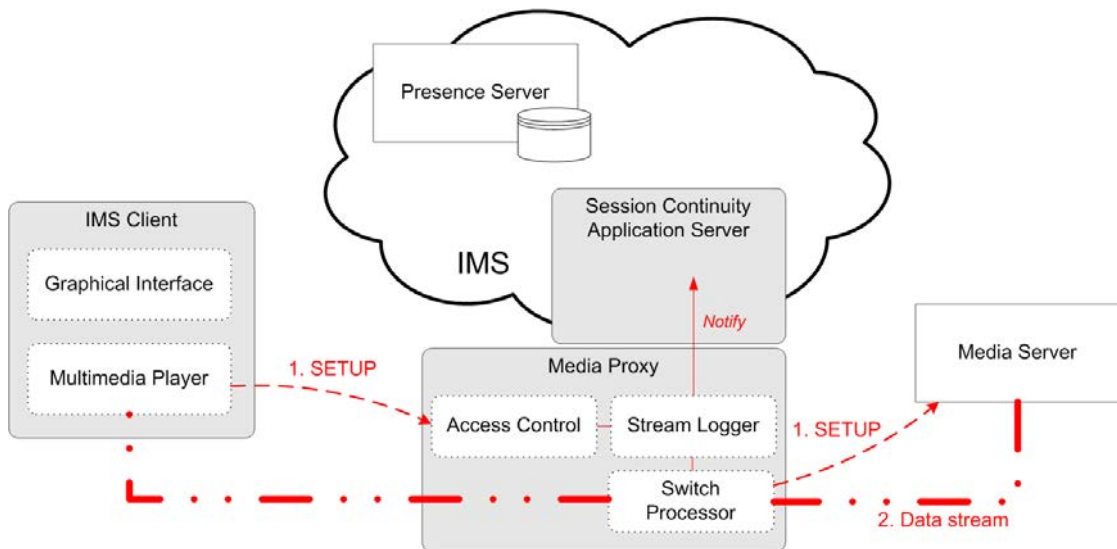 Presence Server
IMS Client
Graphical Interface
Multimedia Player
Session Continuity
Application Server
IMS
Notify
Media Server
1. SETUP
Media Proxy
Access Control
Stream Logger
1. SETUP
Switch
Processor
2. Data stream